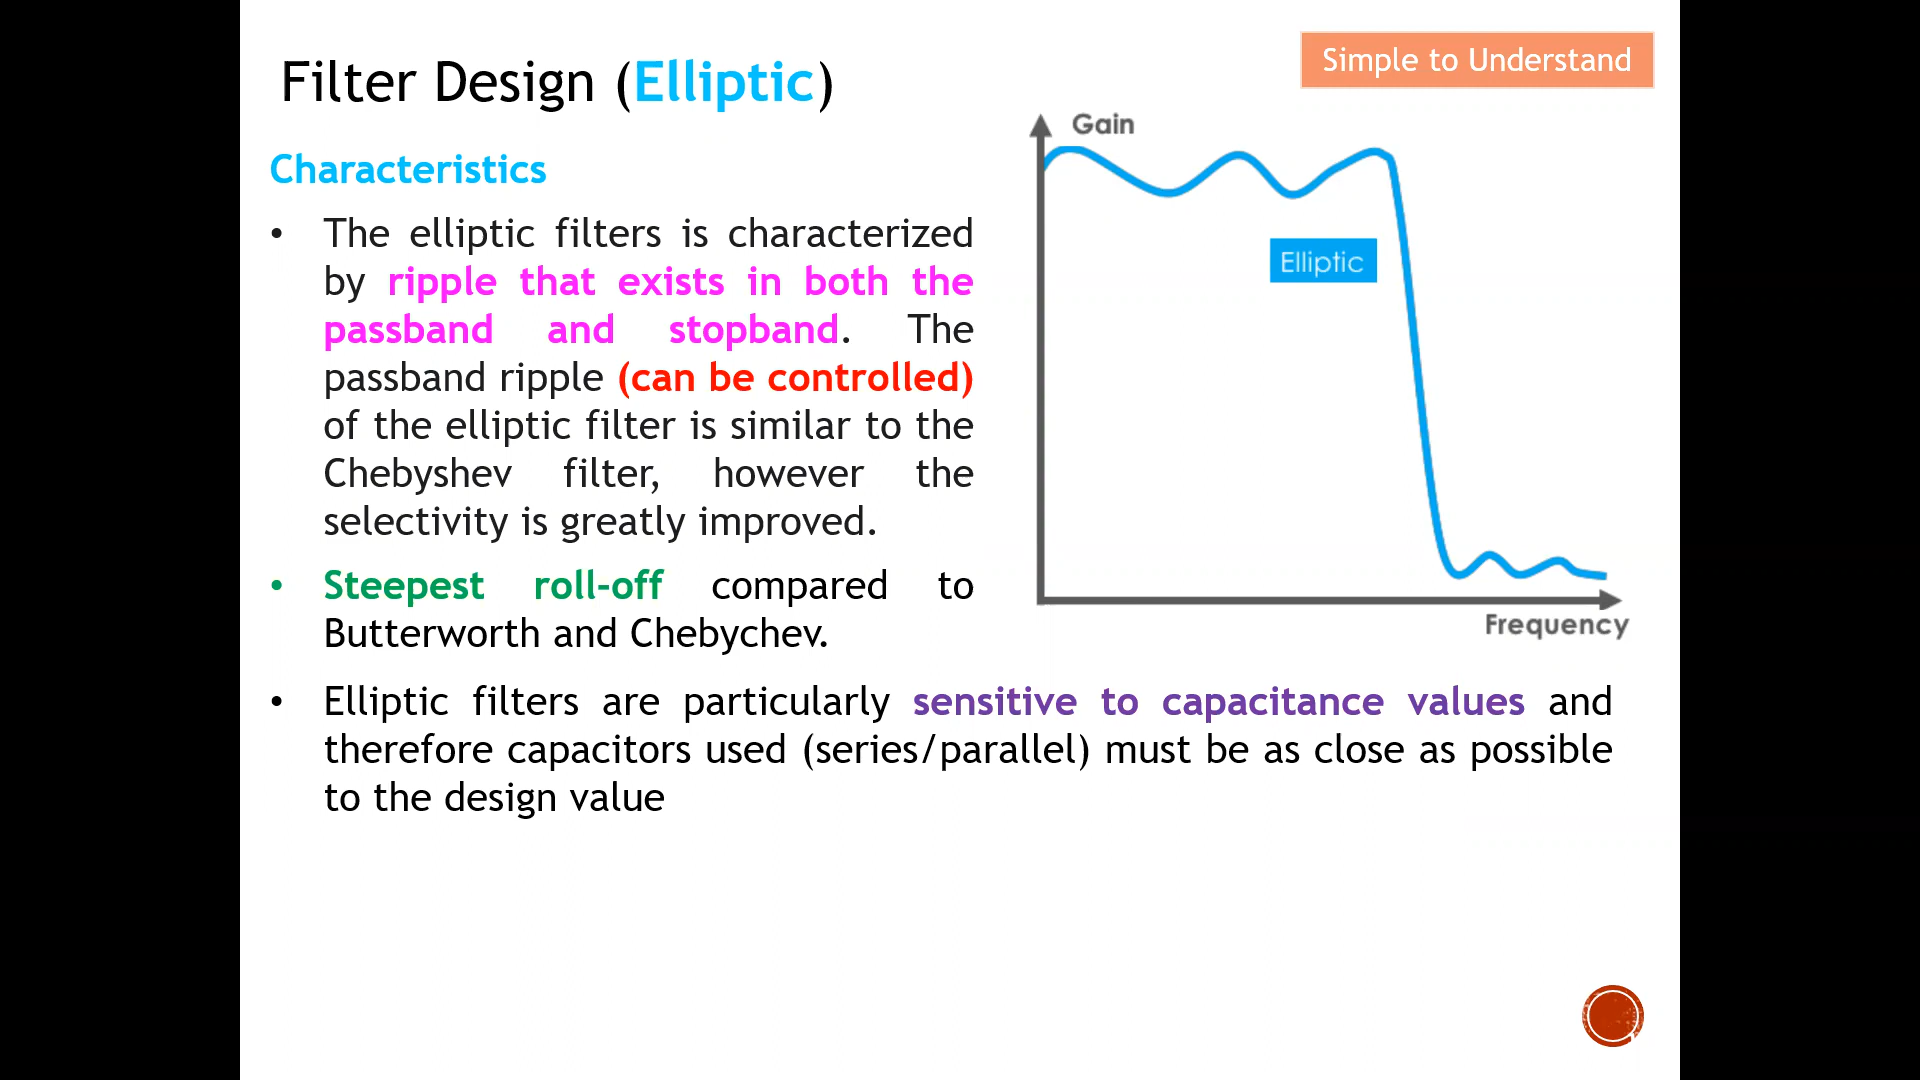 Filter Design (Elliptic)
Simple to Understand
Characteristics
• The elliptic filters is characterized
by ripple that exists in both the
passband and stopband. The
passband ripple (can be controlled)
of the elliptic filter is similar to the
Chebyshev filter, however the
selectivity is greatly improved.
• Steepest roll-off compared to
Butterworth and Chebychev.
• Elliptic filters are particularly sensitive to capacitance values and
therefore capacitors used (series/parallel) must be as close as possible
to the design value
Gain
Elliptic
Frequency